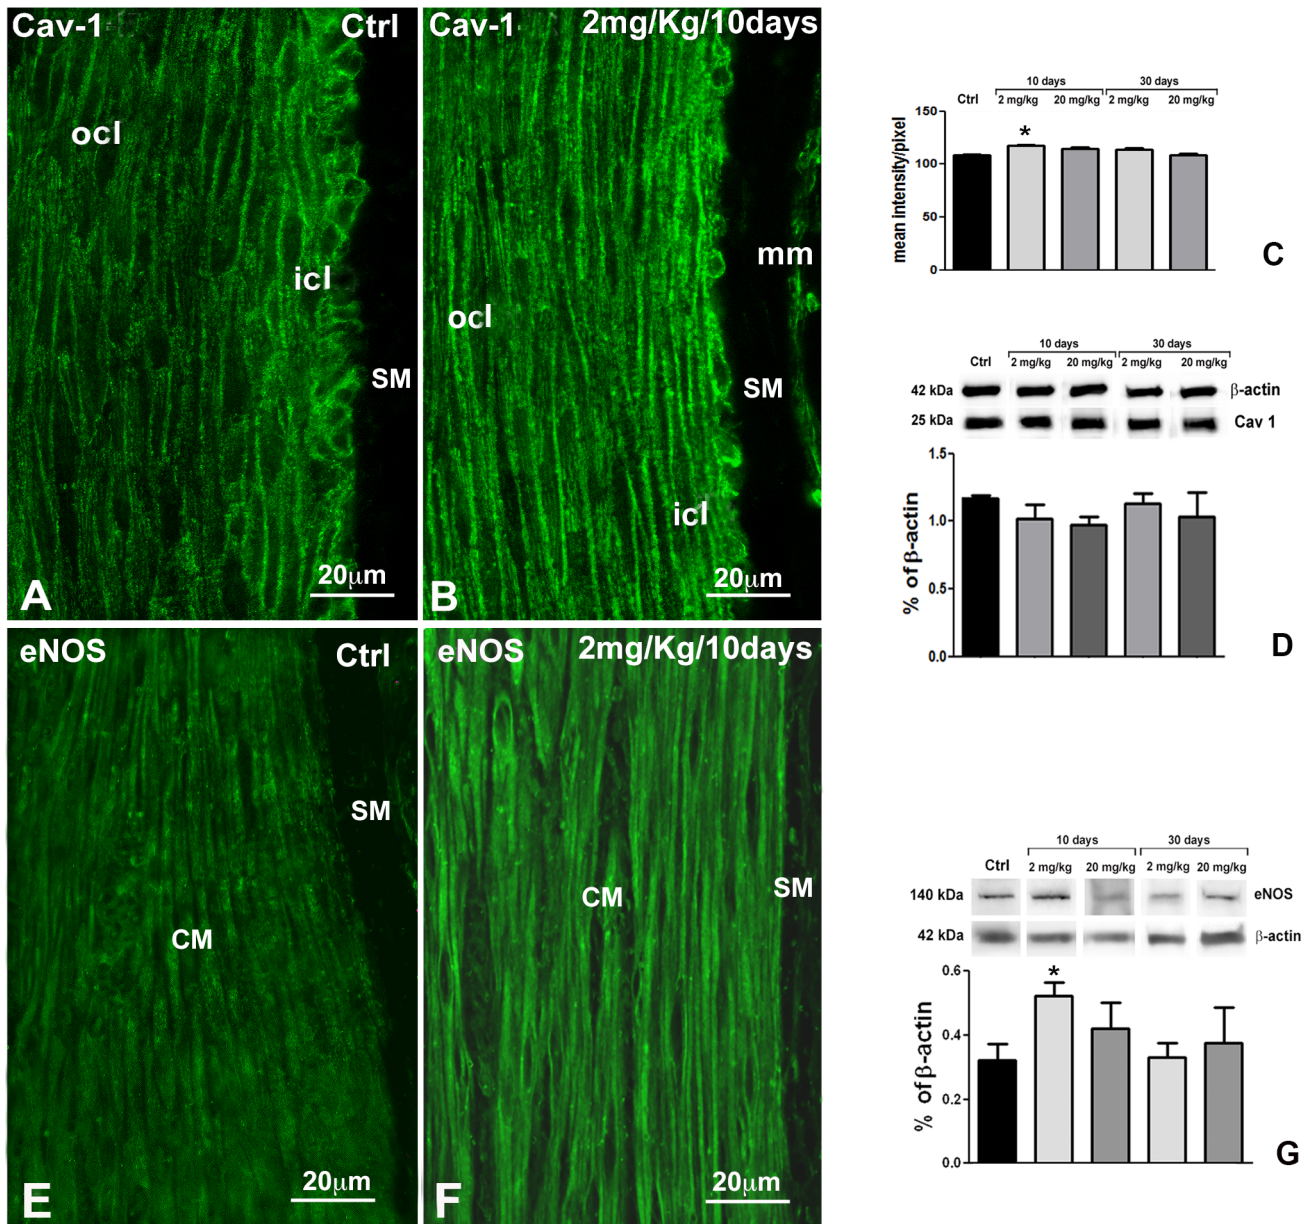 Cav-1
Ctrl
ocl
icl
SM
20μm
A
Cav-1
2mg/Kg/10days
mm
ocl
SM
icl
20μm
B
10 days
30 days
Ctrl
2 mg/kg
20 mg/kg
2 mg/kg
20 mg/kg
150
100
50
0
mean intensity/pixel
C
10 days
30 days
Ctrl
2 mg/kg
20 mg/kg
2 mg/kg
20 mg/kg
42 kDa
β-actin
25 kDa
Cav 1
1.5
1.0
0.5
0.0
% of β-actin
D
eNOS
Ctrl
SM
CM
20μm
E
eNOS
2mg/Kg/10days
CM
SM
20μm
F
10 days
30 days
Ctrl
2 mg/kg
20 mg/kg
2 mg/kg
20 mg/kg
140 kDa
eNOS
42 kDa
β-actin
*
0.6
0.4
0.2
0.0
% of β-actin
G
*